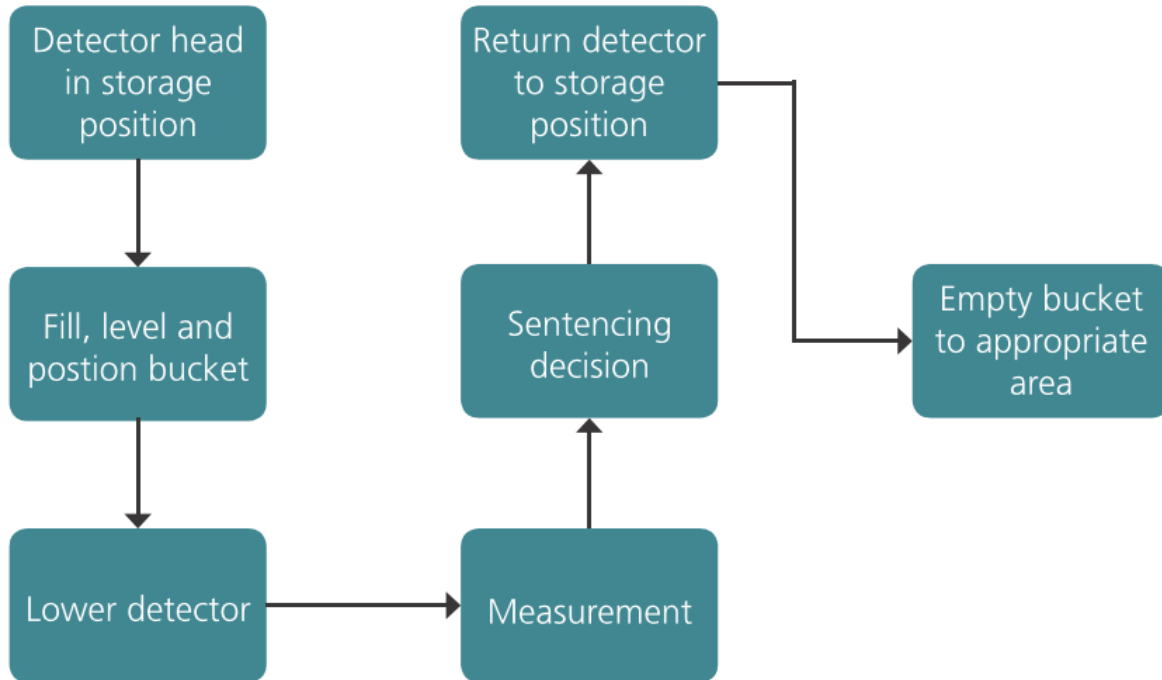 Detector head
in storage
position
Fill, level and
postion bucket
Lower detector
Measurement
Sentencing
decision
Return detector
to storage
position
Empty bucket
to appropriate
area